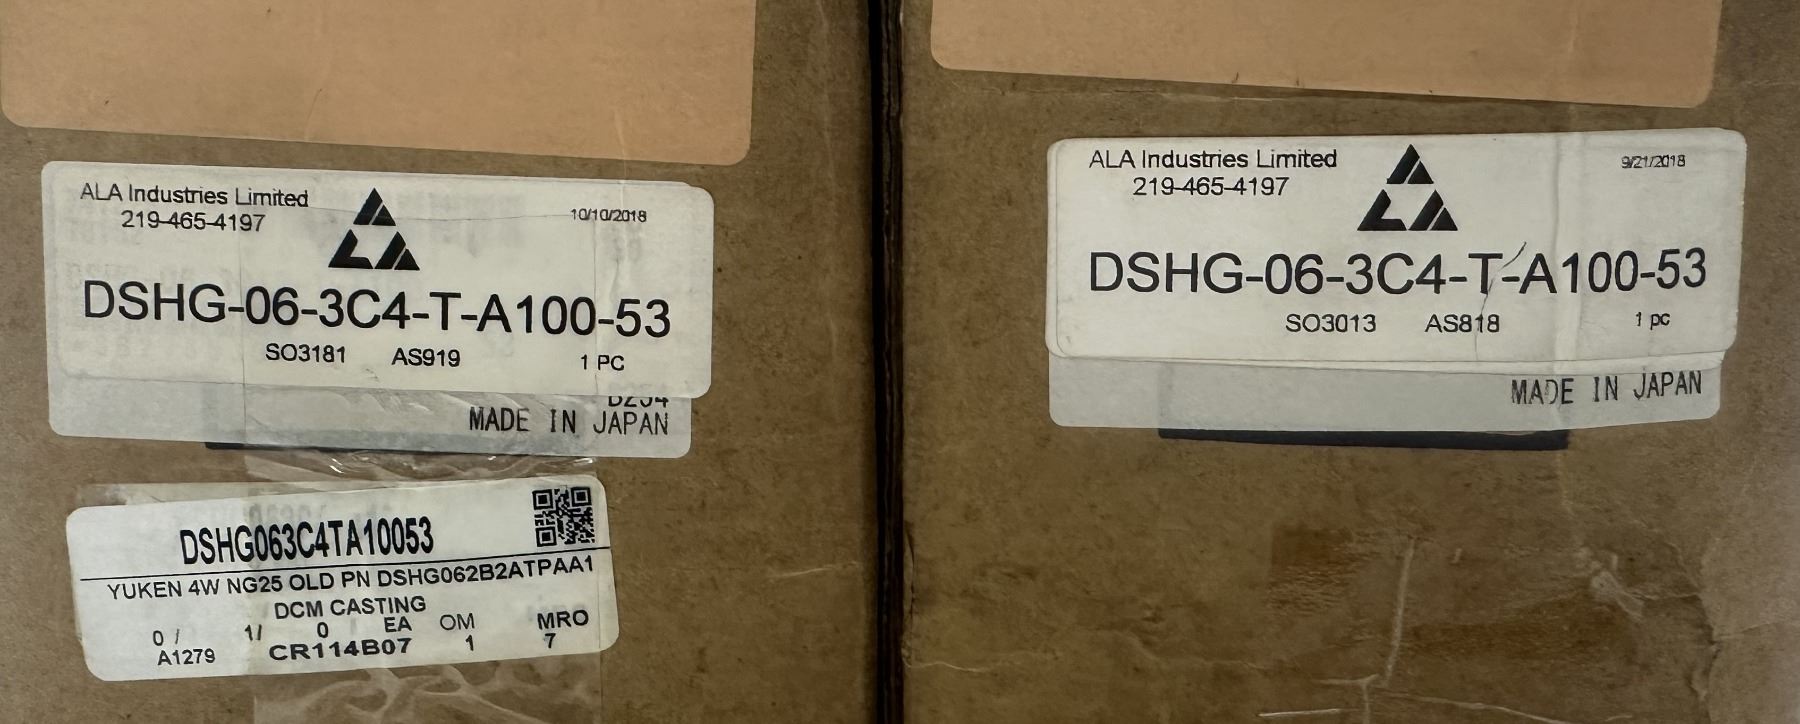 ALA Industries Limited
219-465-4197
10/10/2018
DSHG-06-3C4-T-A100-53
SO3181 AS919 1 PC
MADE IN JAPAN
DSHG063C4TA10053
YUKEN 4W NG25 OLD PN DSHG062B2ATPAA1
DCM CASTING
0 / 1/ 0 EA OM MRO
A1279 CR114B07 1 7
ALA Industries Limited
219-465-4197
9/21/2018
DSHG-06-3C4-T-A100-53
SO3013 AS818 1 pc
MADE IN JAPAN